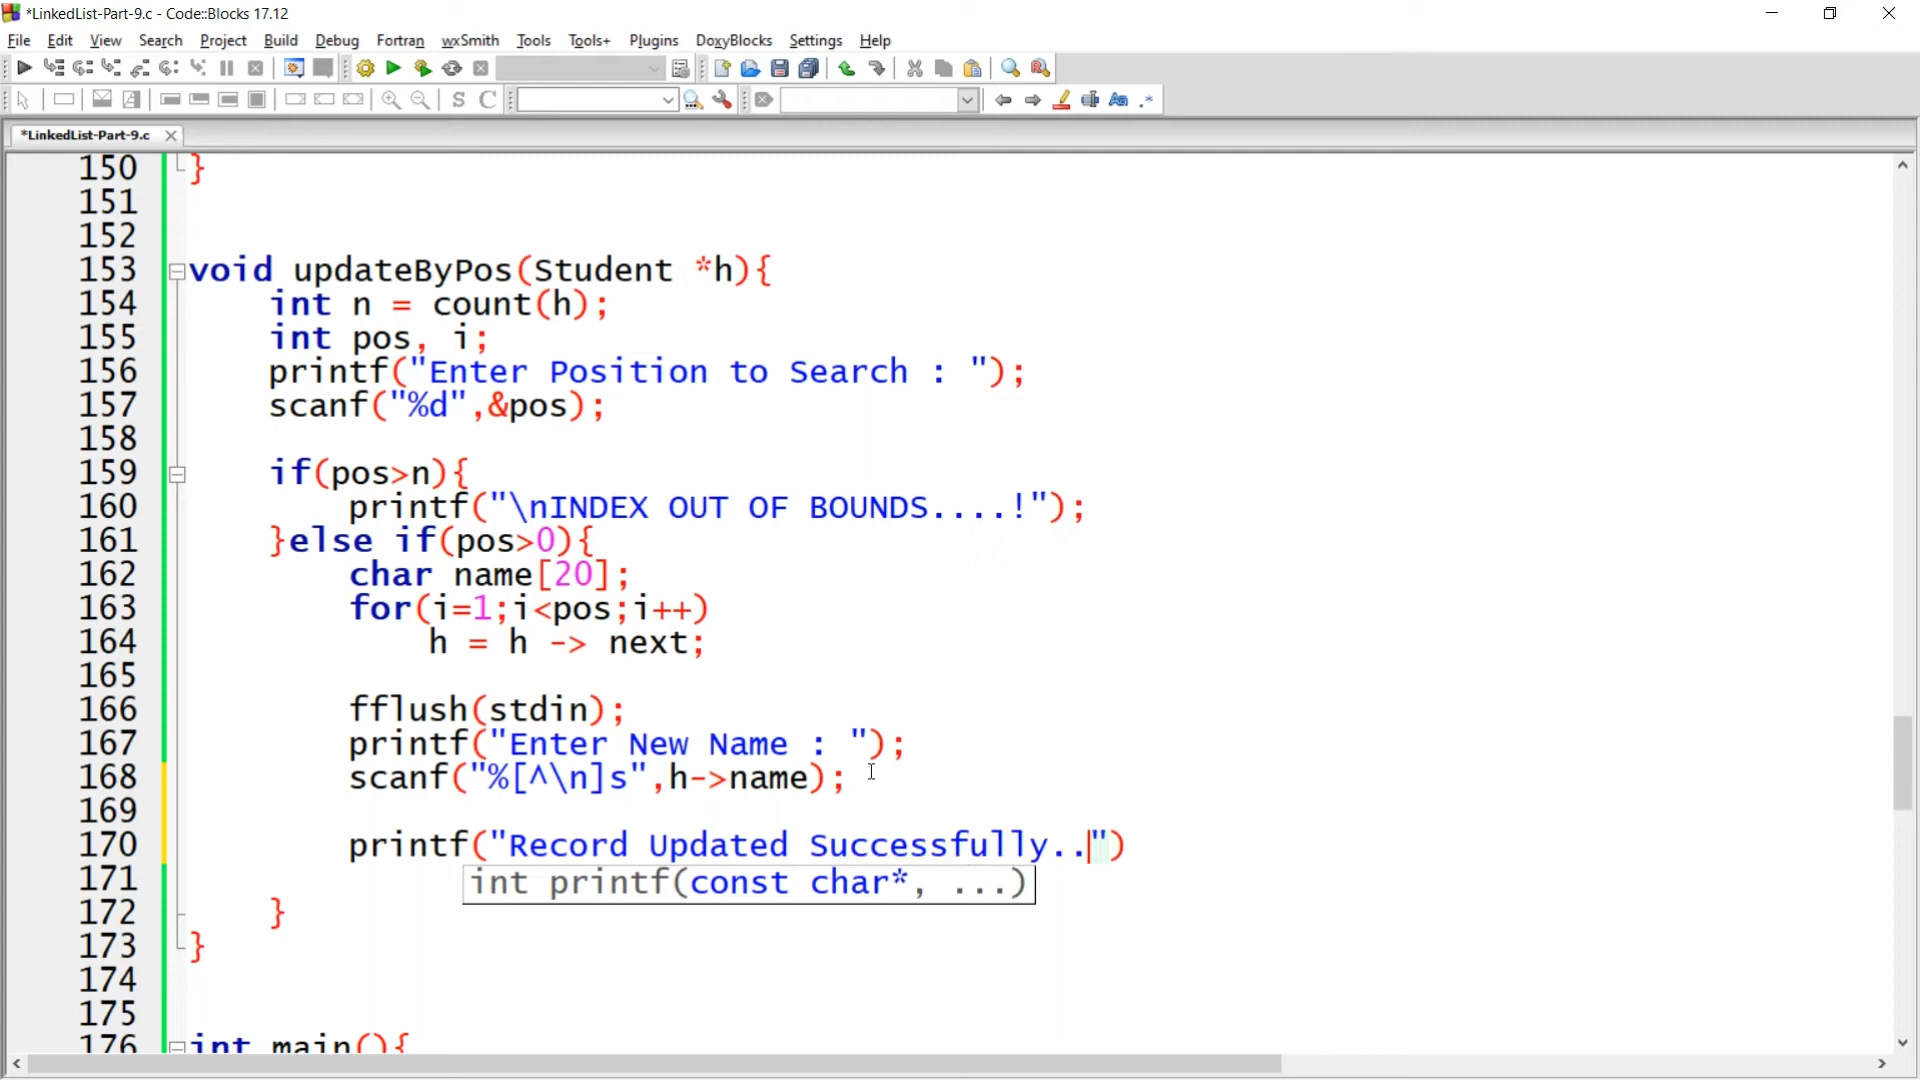 *LinkedList-Part-9.c - Code::Blocks 17.12
File Edit View Search Project Build Debug Fortran wxSmith Tools Tools+ Plugins DoxyBlocks Settings Help
S C Aa .*
*LinkedList-Part-9.c
150 }
151
152
153 void updateByPos(Student *h){
154 int n = count(h);
155 int pos, i;
156 printf("Enter Position to Search : ");
157 scanf("%d",&pos);
158
159 if(pos>n){
160 printf("\nINDEX OUT OF BOUNDS....!");
161 }else if(pos>0){
162 char name[20];
163 for(i=1;i<pos;i++)
164 h = h -> next;
165
166 fflush(stdin);
167 printf("Enter New Name : ");
168 scanf("%[^\n]s",h->name);
169
170 printf("Record Updated Successfully..")
171 int printf(const char*, ...)
172 }
173 }
174
175
176 int main(){